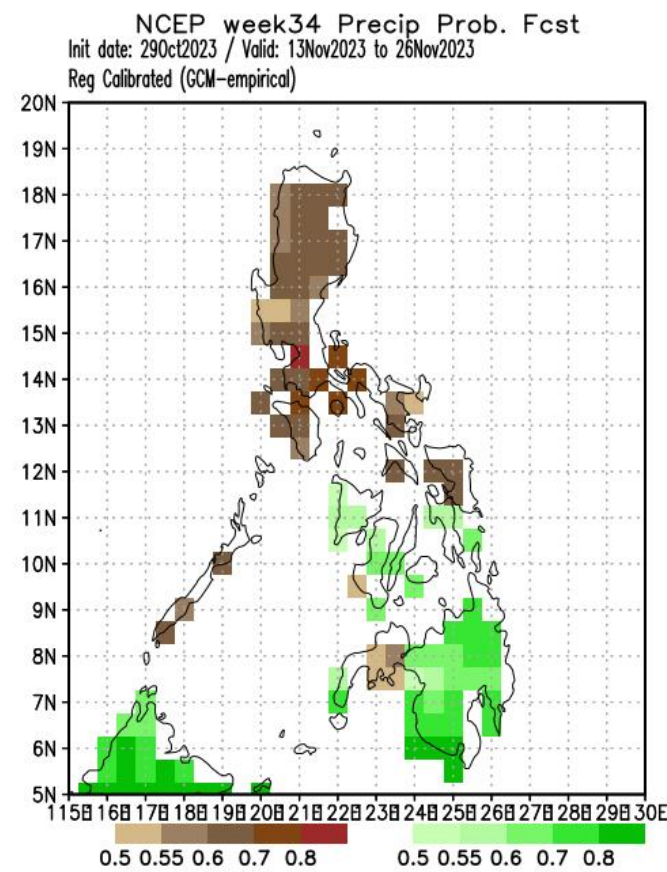 NCEP week34 Precip Prob. Fcst
Init date: 29Oct2023 / Valid: 13Nov2023 to 26Nov2023
Reg Calibrated (GCM-empirical)
20N
19N
18N
17N
16N
15N
14N
13N
12N
11N
10N
9N
8N
7N
6N
5N
115E 116E 117E 118E 119E 120E 121E 122E 123E 124E 125E 126E 127E 128E 129E 130E
0.5 0.55 0.6 0.7 0.8 0.5 0.55 0.6 0.7 0.8